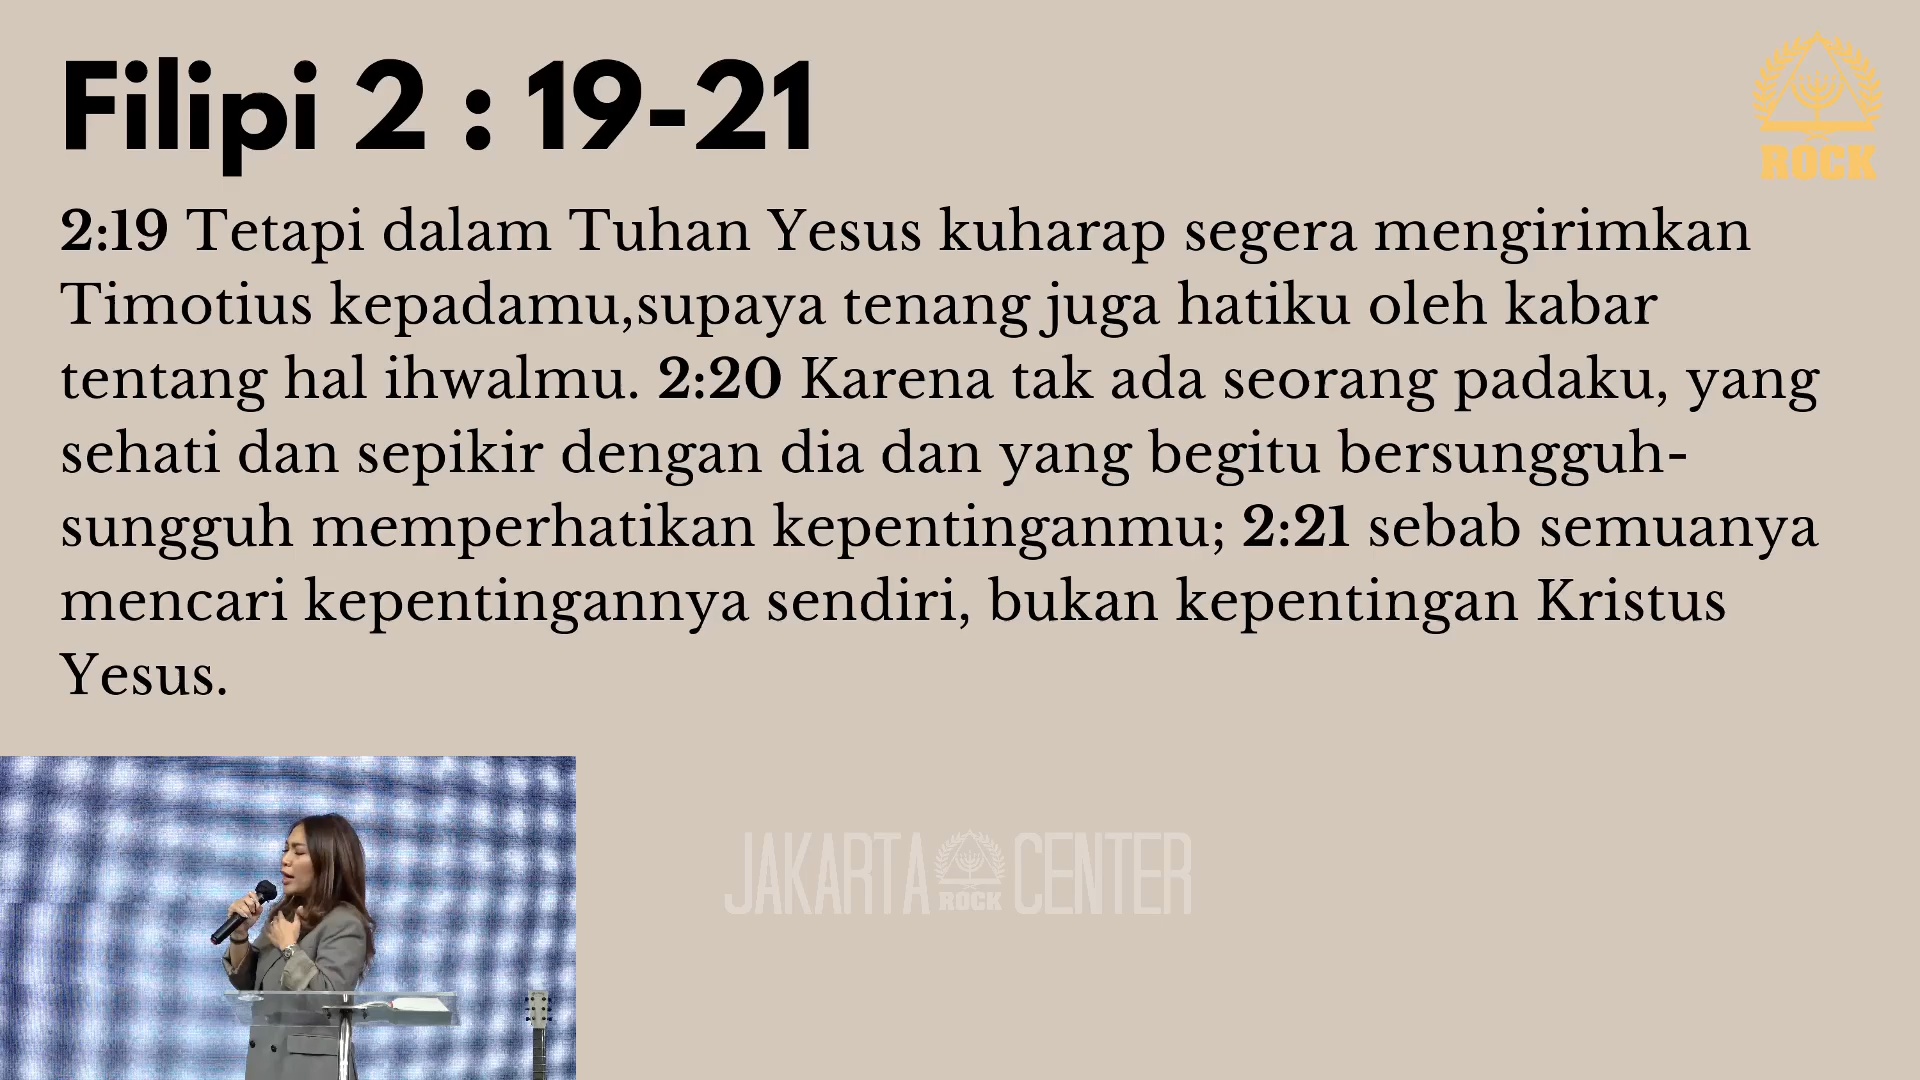 Filipi 2 : 19-21
ROCK
2:19 Tetapi dalam Tuhan Yesus kuharap segera mengirimkan
Timotius kepadamu,supaya tenang juga hatiku oleh kabar
tentang hal ihwalmu. 2:20 Karena tak ada seorang padaku, yang
sehati dan sepikir dengan dia dan yang begitu bersungguh-
sungguh memperhatikan kepentinganmu; 2:21 sebab semuanya
mencari kepentingannya sendiri, bukan kepentingan Kristus
Yesus.
JAKARTA ROCK CENTER